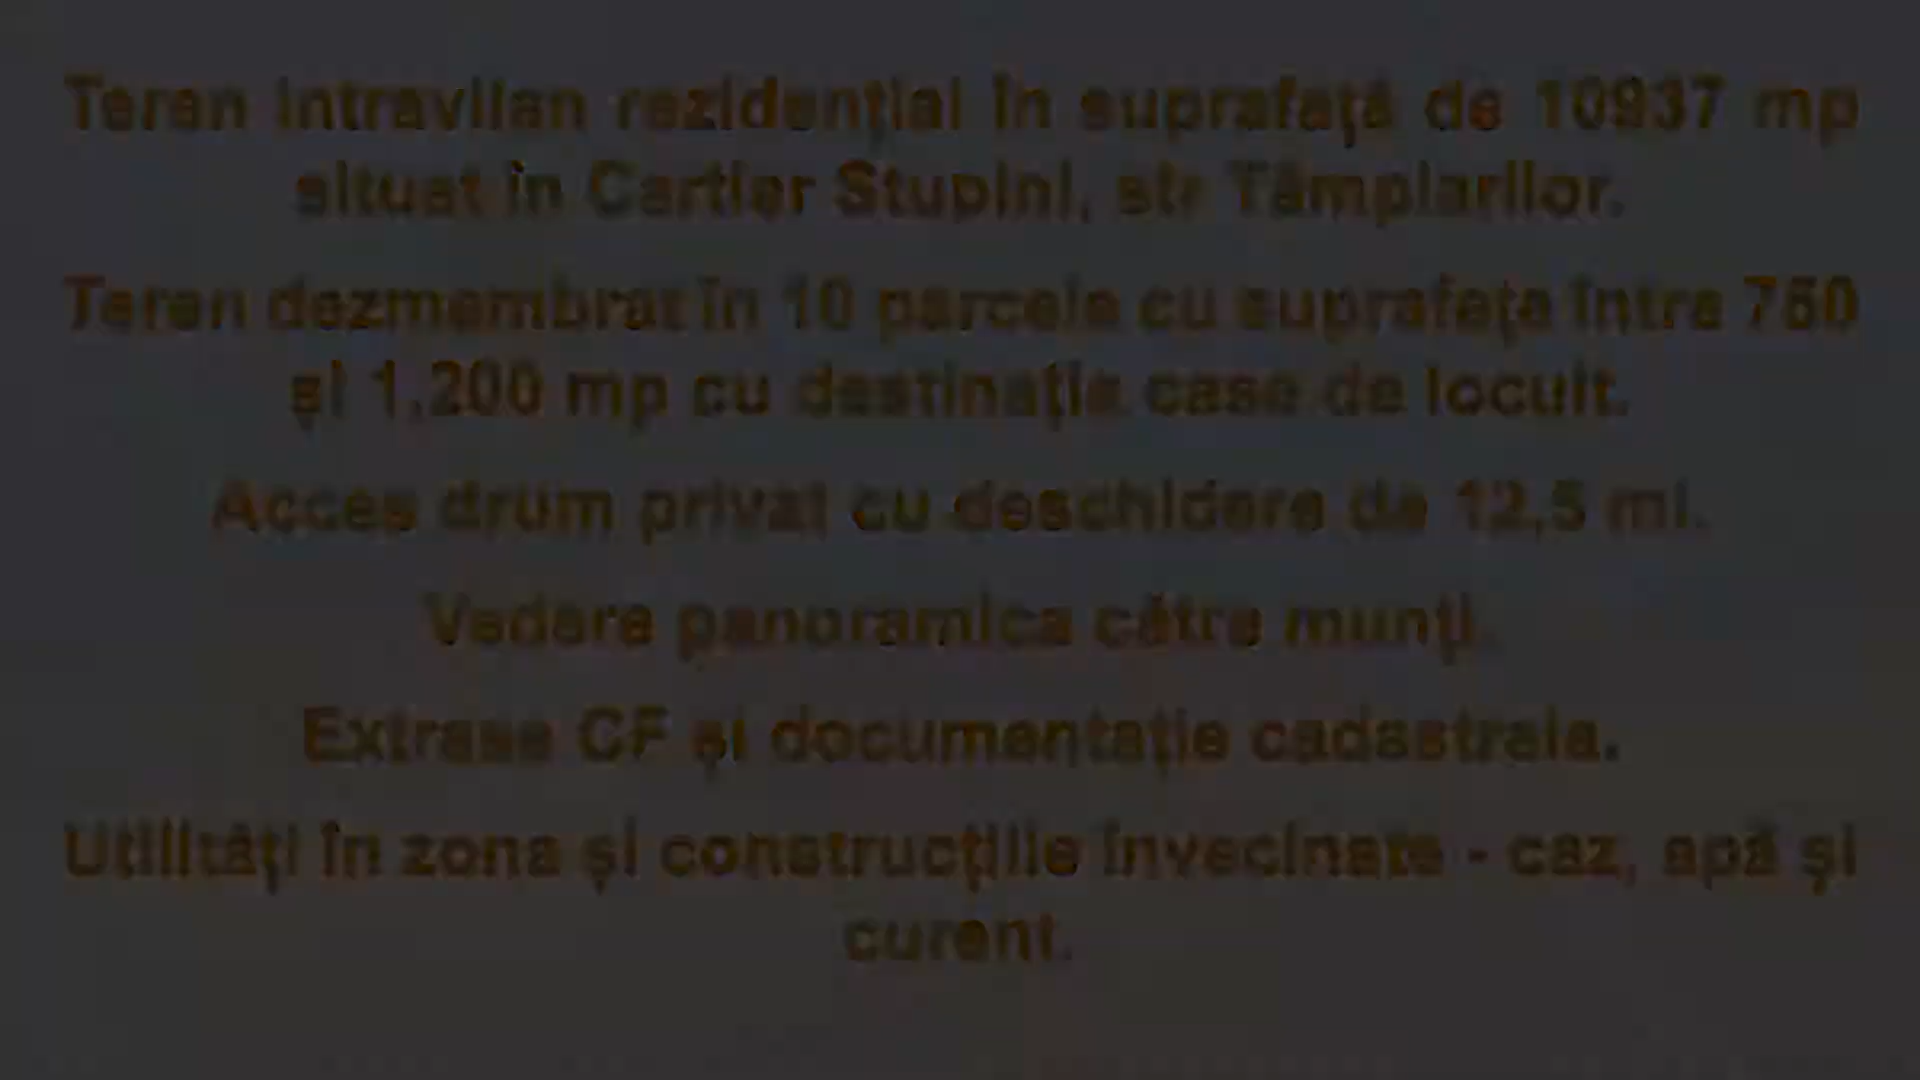 Teren intravilan rezidențial în suprafață de 10937 mp
situat în Cartier Stupini, str Tâmplarilor.
Teren dezmembrat în 10 parcele cu suprafețe între 750
și 1.200 mp cu destinație case de locuit.
Acces drum privat cu deschidere de 12,5 ml.
Vedere panoramica către munți.
Extrase CF și documentație cadastrale.
Utilități în zona și construcțiile învecinate - caz, apă și
curent.